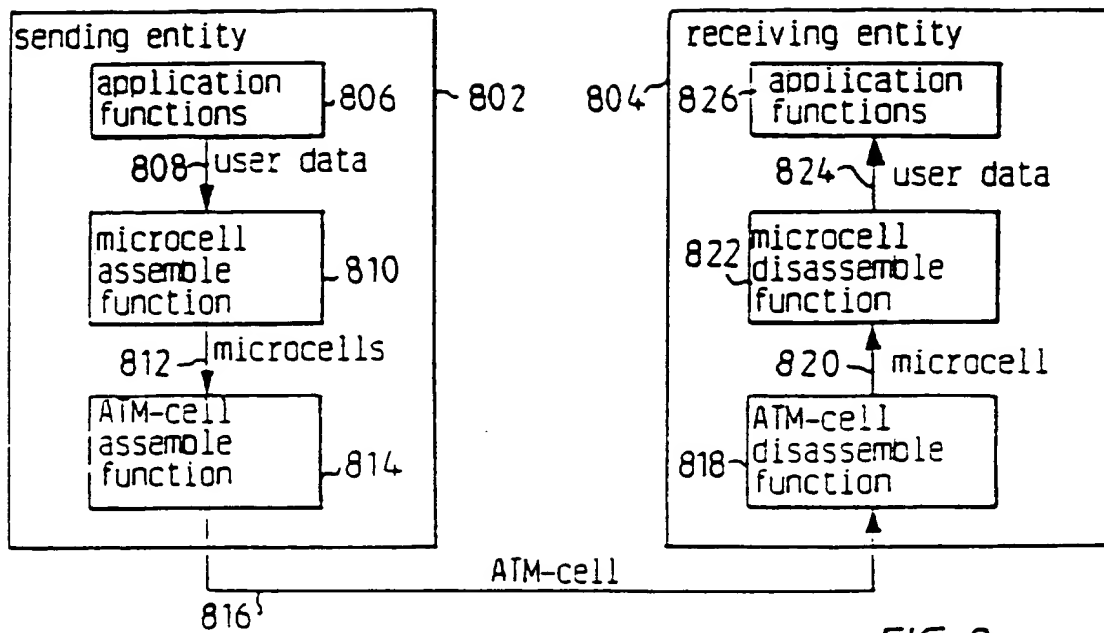 sending entity
application
functions
806
802
808
user data
microcell
assemble
function
810
812
microcells
ATM-cell
assemble
function
814
816
ATM-cell
receiving entity
804
826
application
functions
824
user data
822
microcell
disassemble
function
820
microcell
818
ATM-cell
disassemble
function